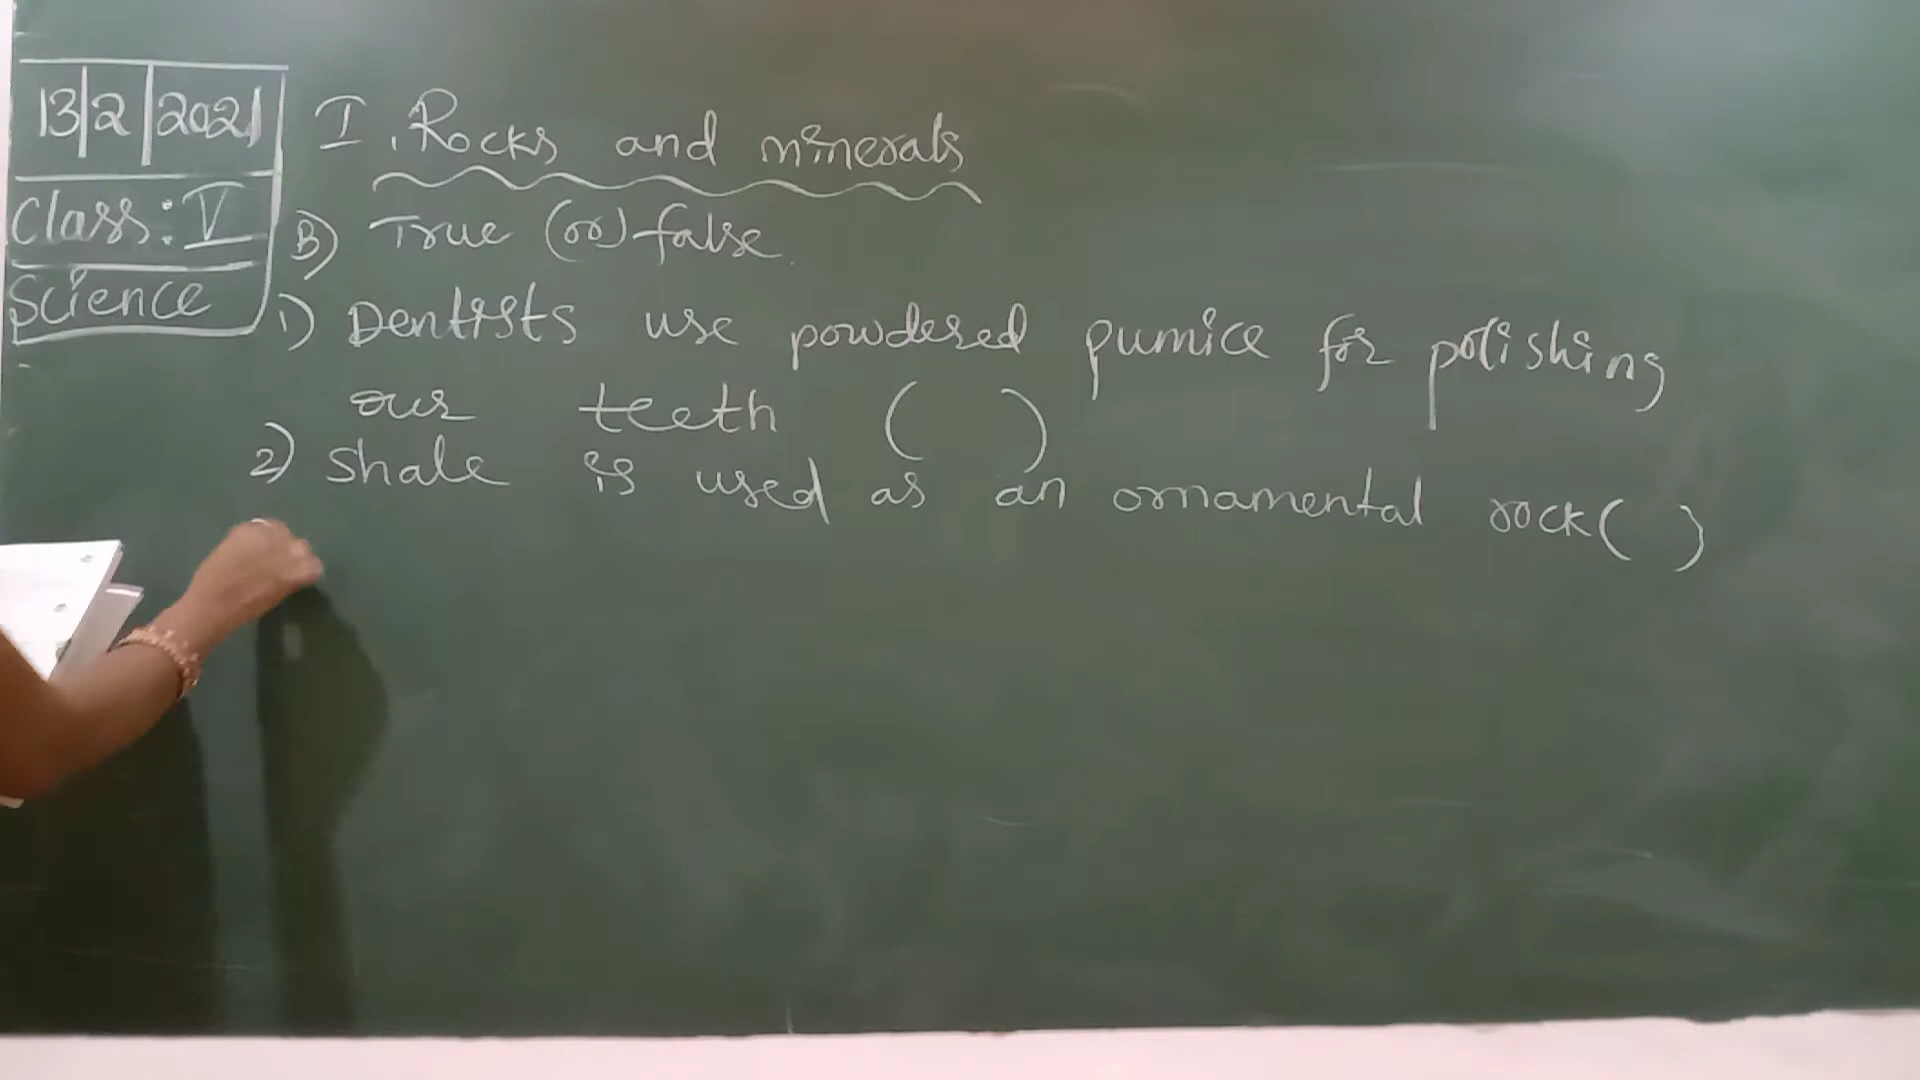 13/2/2021
Class: V
Science
I. Rocks and minerals
B) True (or) false.
1) Dentists use powdered pumice for polishing
our teeth ( )
2) Shale is used as an ornamental rock ( )